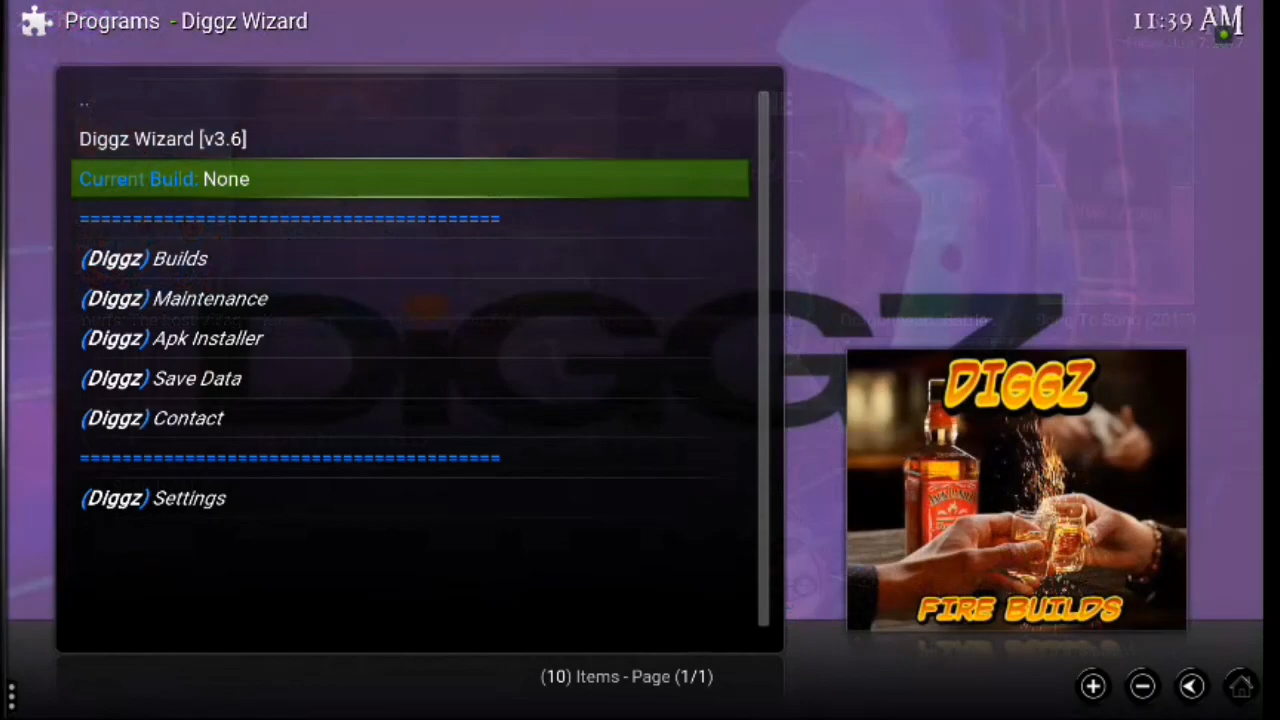 Programs - Diggz Wizard
11:39 AM
..
Diggz Wizard [v3.6]
Current Build: None
========================================
(Diggz) Builds
(Diggz) Maintenance
(Diggz) Apk Installer
(Diggz) Save Data
(Diggz) Contact
========================================
(Diggz) Settings
DIGGZ
DIGGZ
FIRE BUILDS
(10) Items - Page (1/1)